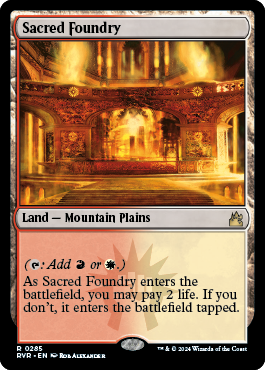 Sacred Foundry
Land — Mountain Plains
(T: Add R or W.)
As Sacred Foundry enters the
battlefield, you may pay 2 life. If you
don't, it enters the battlefield tapped.
R 0285
RVR • EN Rob Alexander
™ & © 2024 Wizards of the Coast